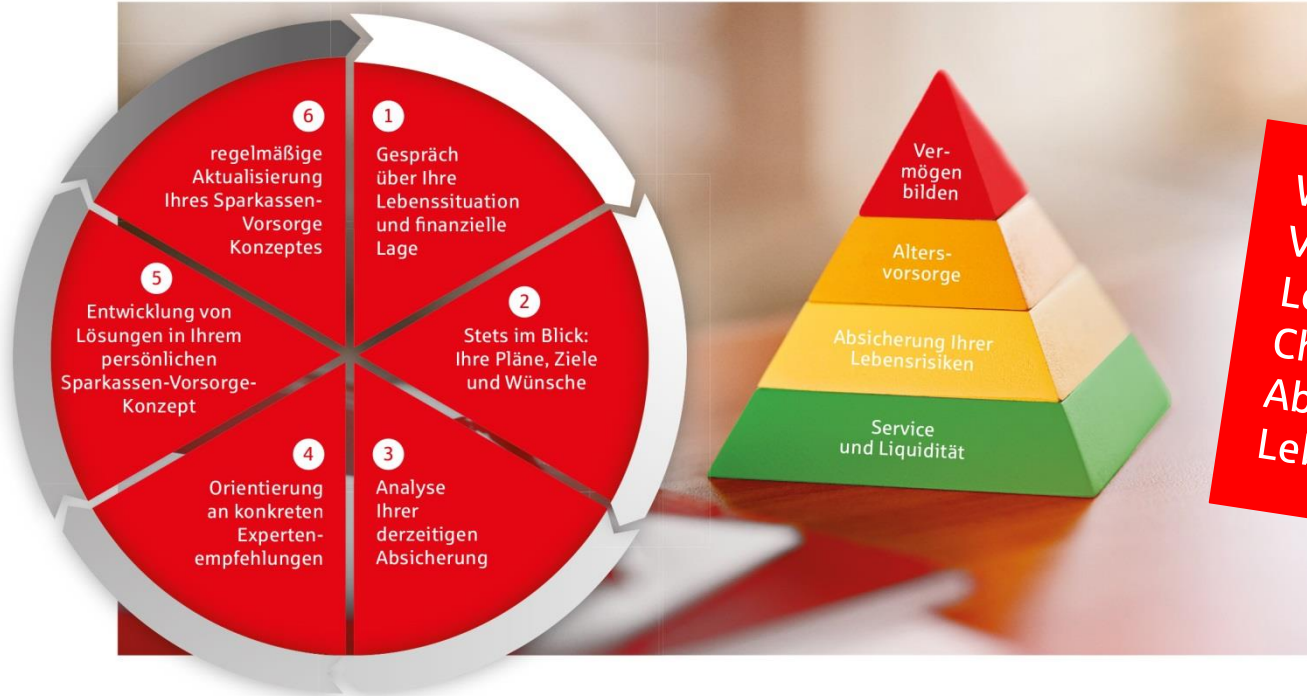 1
Gespräch
über Ihre
Lebenssituation
und finanzielle
Lage
2
Stets im Blick:
Ihre Pläne, Ziele
und Wünsche
3
Analyse
Ihrer
derzeitigen
Absicherung
4
Orientierung
an konkreten
Experten-
empfehlungen
5
Entwicklung von
Lösungen in Ihrem
persönlichen
Sparkassen-Vorsorge-
Konzept
6
regelmäßige
Aktualisierung
Ihres Sparkassen-
Vorsorge
Konzeptes
Ver-
mögen
bilden
Alters-
vorsorge
Absicherung Ihrer
Lebensrisiken
Service
und Liquidität